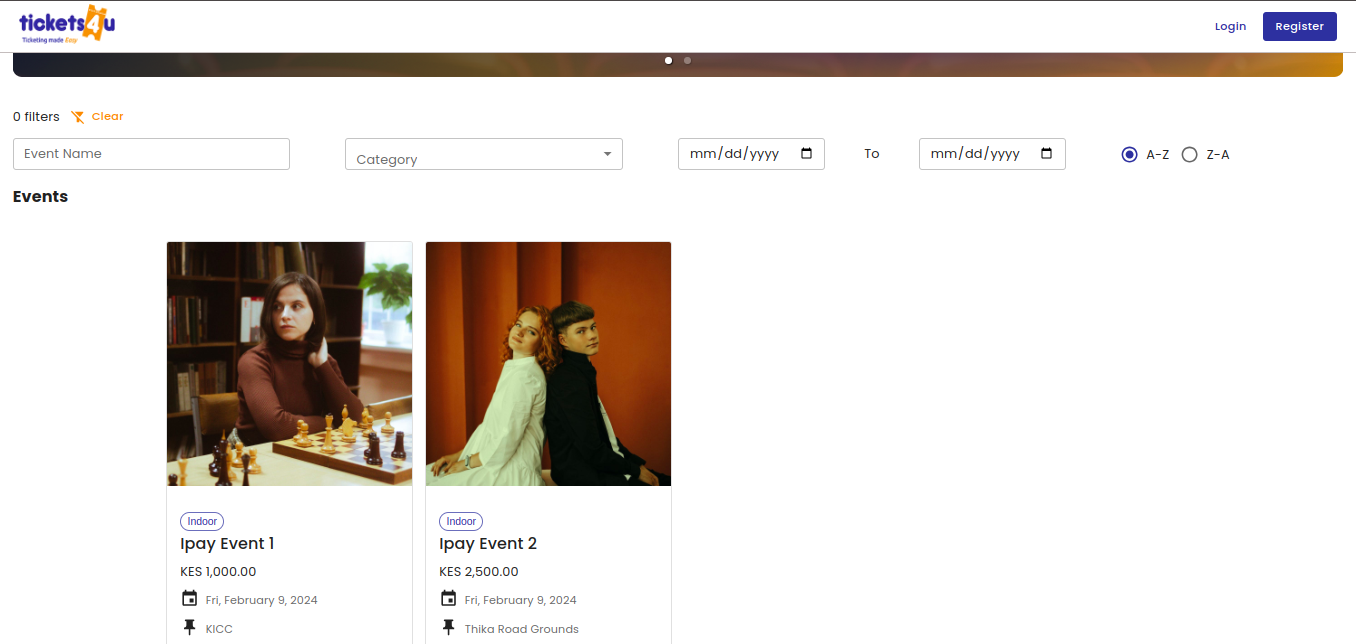 tickets4u
Ticketing made Easy
Login
Register
0 filters
Clear
Event Name
Category
mm/dd/yyyy
To
mm/dd/yyyy
A-Z
Z-A
Events
Indoor
Ipay Event 1
KES 1,000.00
Fri, February 9, 2024
KICC
Indoor
Ipay Event 2
KES 2,500.00
Fri, February 9, 2024
Thika Road Grounds